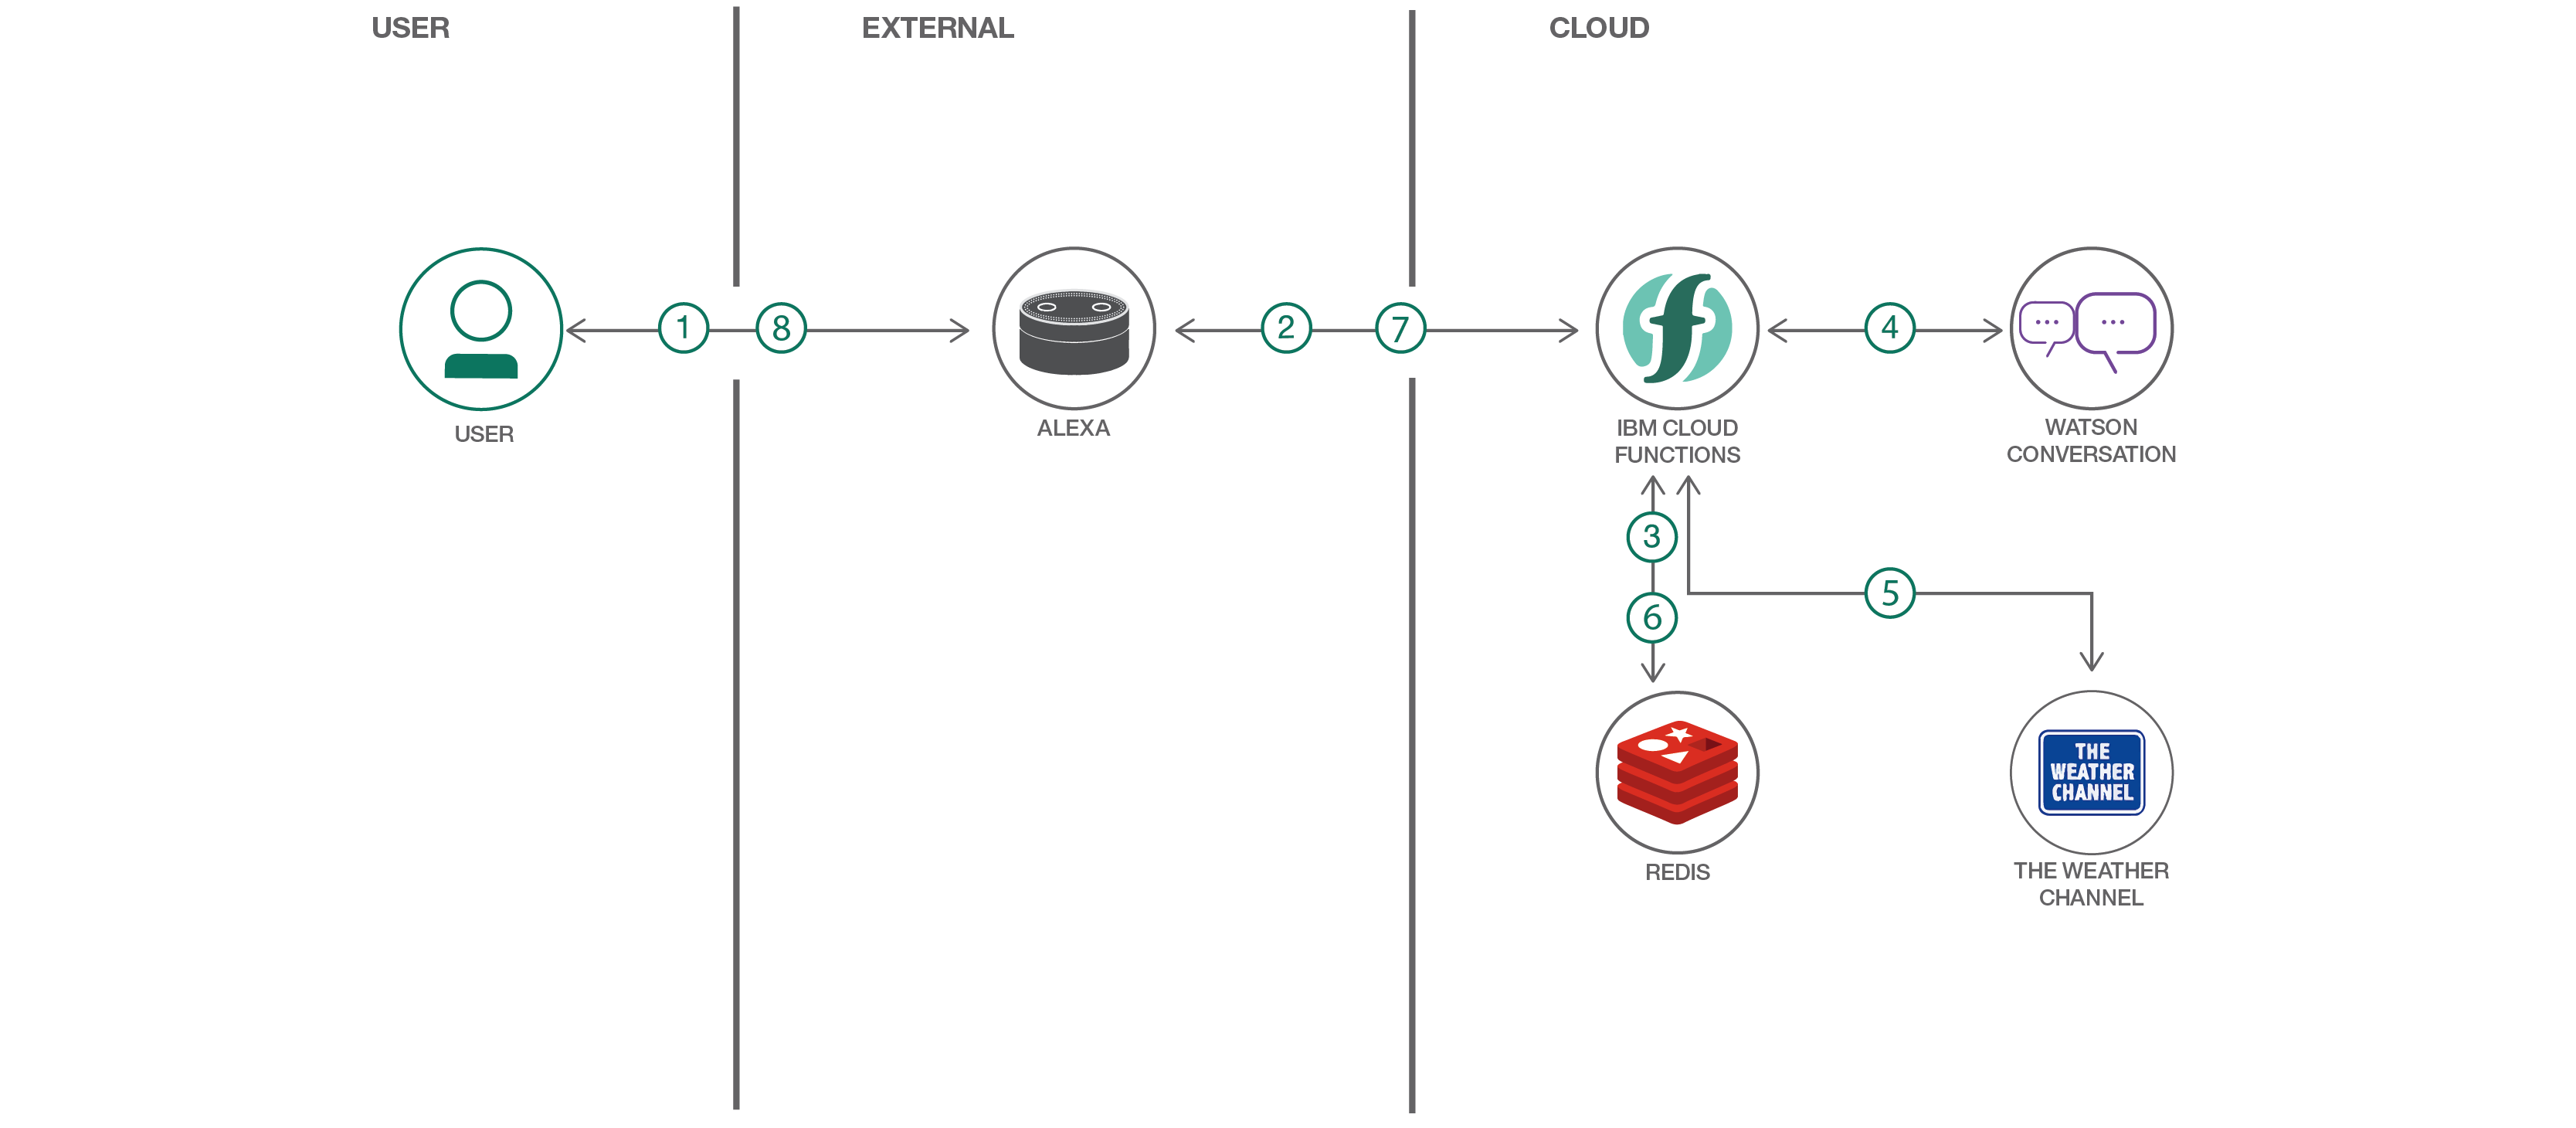 USER
EXTERNAL
CLOUD
1
8
2
7
4
USER
ALEXA
IBM CLOUD
FUNCTIONS
WATSON
CONVERSATION
3
5
6
THE
WEATHER
CHANNEL
REDIS
THE WEATHER
CHANNEL